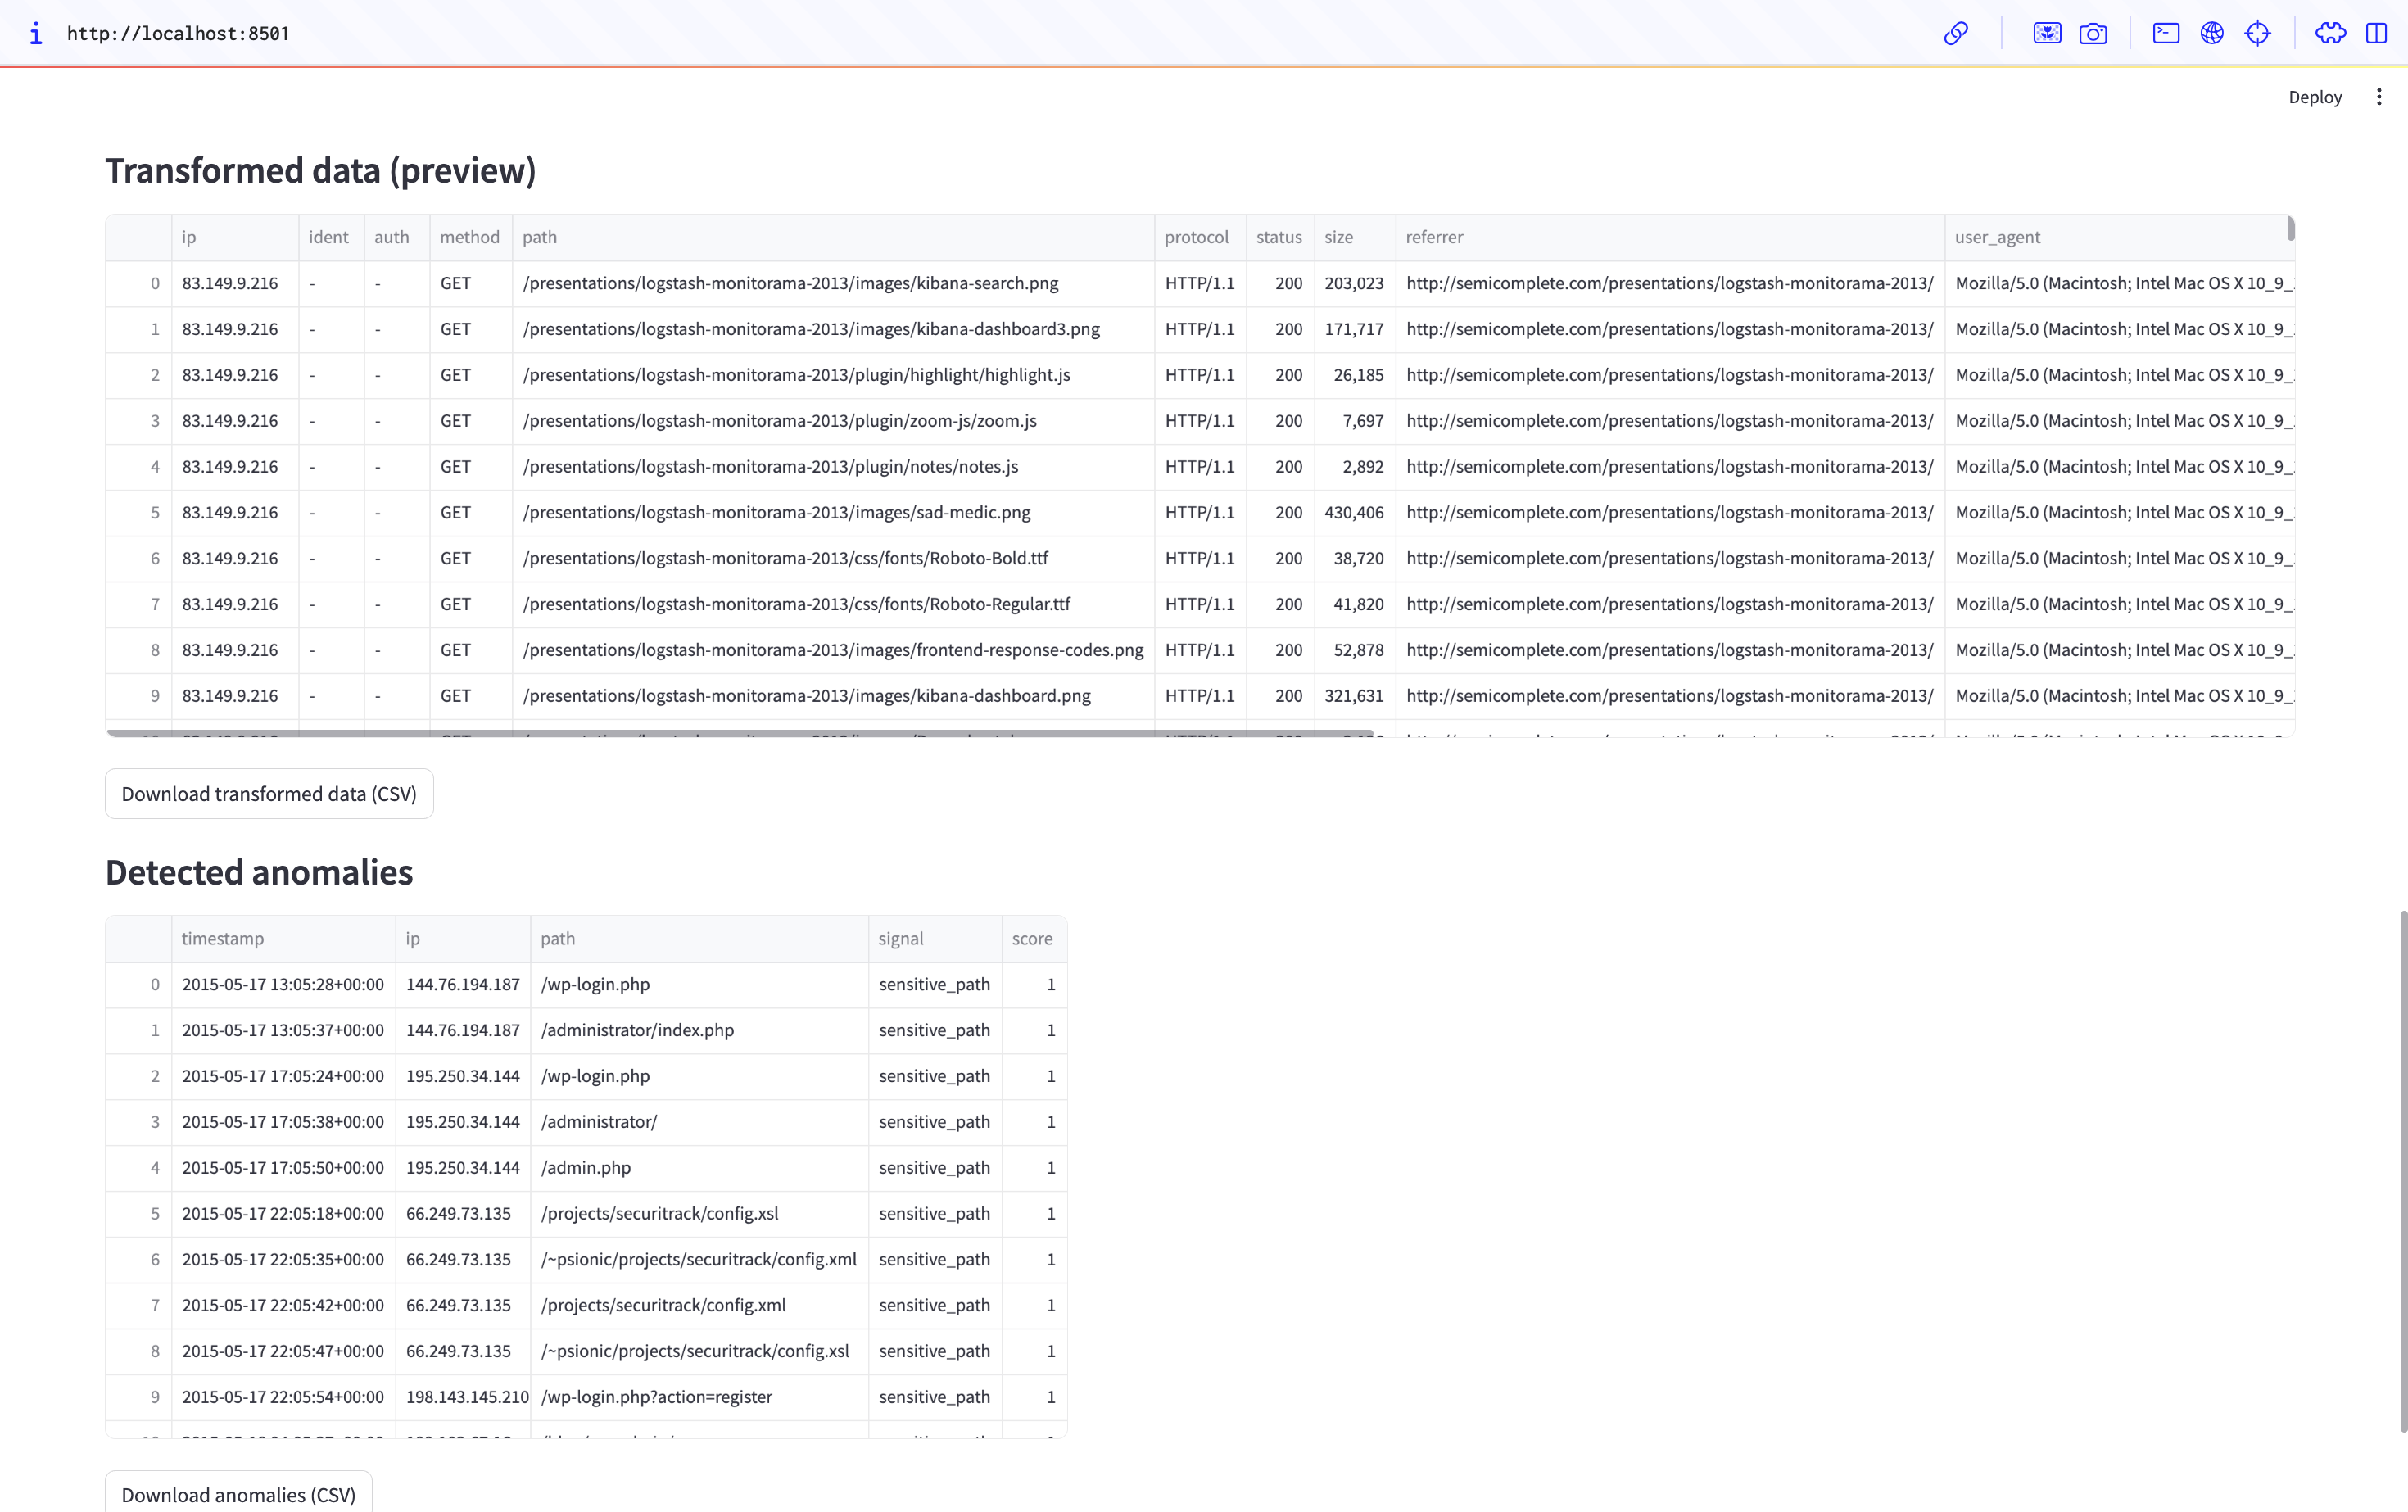 http://localhost:8501
Deploy
Transformed data (preview)
ip ident auth method path protocol status size referrer user_agent
0 83.149.9.216 - - GET /presentations/logstash-monitorama-2013/images/kibana-search.png HTTP/1.1 200 203,023 http://semicomplete.com/presentations/logstash-monitorama-2013/ Mozilla/5.0 (Macintosh; Intel Mac OS X 10_9_
1 83.149.9.216 - - GET /presentations/logstash-monitorama-2013/images/kibana-dashboard3.png HTTP/1.1 200 171,717 http://semicomplete.com/presentations/logstash-monitorama-2013/ Mozilla/5.0 (Macintosh; Intel Mac OS X 10_9_
2 83.149.9.216 - - GET /presentations/logstash-monitorama-2013/plugin/highlight/highlight.js HTTP/1.1 200 26,185 http://semicomplete.com/presentations/logstash-monitorama-2013/ Mozilla/5.0 (Macintosh; Intel Mac OS X 10_9_
3 83.149.9.216 - - GET /presentations/logstash-monitorama-2013/plugin/zoom-js/zoom.js HTTP/1.1 200 7,697 http://semicomplete.com/presentations/logstash-monitorama-2013/ Mozilla/5.0 (Macintosh; Intel Mac OS X 10_9_
4 83.149.9.216 - - GET /presentations/logstash-monitorama-2013/plugin/notes/notes.js HTTP/1.1 200 2,892 http://semicomplete.com/presentations/logstash-monitorama-2013/ Mozilla/5.0 (Macintosh; Intel Mac OS X 10_9_
5 83.149.9.216 - - GET /presentations/logstash-monitorama-2013/images/sad-medic.png HTTP/1.1 200 430,406 http://semicomplete.com/presentations/logstash-monitorama-2013/ Mozilla/5.0 (Macintosh; Intel Mac OS X 10_9_
6 83.149.9.216 - - GET /presentations/logstash-monitorama-2013/css/fonts/Roboto-Bold.ttf HTTP/1.1 200 38,720 http://semicomplete.com/presentations/logstash-monitorama-2013/ Mozilla/5.0 (Macintosh; Intel Mac OS X 10_9_
7 83.149.9.216 - - GET /presentations/logstash-monitorama-2013/css/fonts/Roboto-Regular.ttf HTTP/1.1 200 41,820 http://semicomplete.com/presentations/logstash-monitorama-2013/ Mozilla/5.0 (Macintosh; Intel Mac OS X 10_9_
8 83.149.9.216 - - GET /presentations/logstash-monitorama-2013/images/frontend-response-codes.png HTTP/1.1 200 52,878 http://semicomplete.com/presentations/logstash-monitorama-2013/ Mozilla/5.0 (Macintosh; Intel Mac OS X 10_9_
9 83.149.9.216 - - GET /presentations/logstash-monitorama-2013/images/kibana-dashboard.png HTTP/1.1 200 321,631 http://semicomplete.com/presentations/logstash-monitorama-2013/ Mozilla/5.0 (Macintosh; Intel Mac OS X 10_9_
Download transformed data (CSV)
Detected anomalies
timestamp ip path signal score
0 2015-05-17 13:05:28+00:00 144.76.194.187 /wp-login.php sensitive_path 1
1 2015-05-17 13:05:37+00:00 144.76.194.187 /administrator/index.php sensitive_path 1
2 2015-05-17 17:05:24+00:00 195.250.34.144 /wp-login.php sensitive_path 1
3 2015-05-17 17:05:38+00:00 195.250.34.144 /administrator/ sensitive_path 1
4 2015-05-17 17:05:50+00:00 195.250.34.144 /admin.php sensitive_path 1
5 2015-05-17 22:05:18+00:00 66.249.73.135 /projects/securitrack/config.xsl sensitive_path 1
6 2015-05-17 22:05:35+00:00 66.249.73.135 /~psionic/projects/securitrack/config.xml sensitive_path 1
7 2015-05-17 22:05:42+00:00 66.249.73.135 /projects/securitrack/config.xml sensitive_path 1
8 2015-05-17 22:05:47+00:00 66.249.73.135 /~psionic/projects/securitrack/config.xsl sensitive_path 1
9 2015-05-17 22:05:54+00:00 198.143.145.210 /wp-login.php?action=register sensitive_path 1
Download anomalies (CSV)